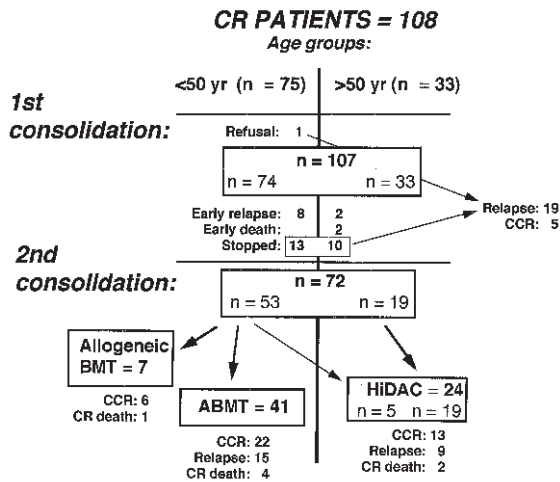 CR PATIENTS = 108
Age groups:
<50 yr (n = 75) >50 yr (n = 33)
1st
consolidation:
Refusal: 1
n = 107
n = 74 n = 33
Early relapse: 8 2
Early death: 2
Stopped: 13 10
Relapse: 19
CCR: 5
2nd
consolidation:
n = 72
n = 53 n = 19
Allogeneic
BMT = 7
CCR: 6
CR death: 1
ABMT = 41
CCR: 22
Relapse: 15
CR death: 4
HiDAC = 24
n = 5 n = 19
CCR: 13
Relapse: 9
CR death: 2